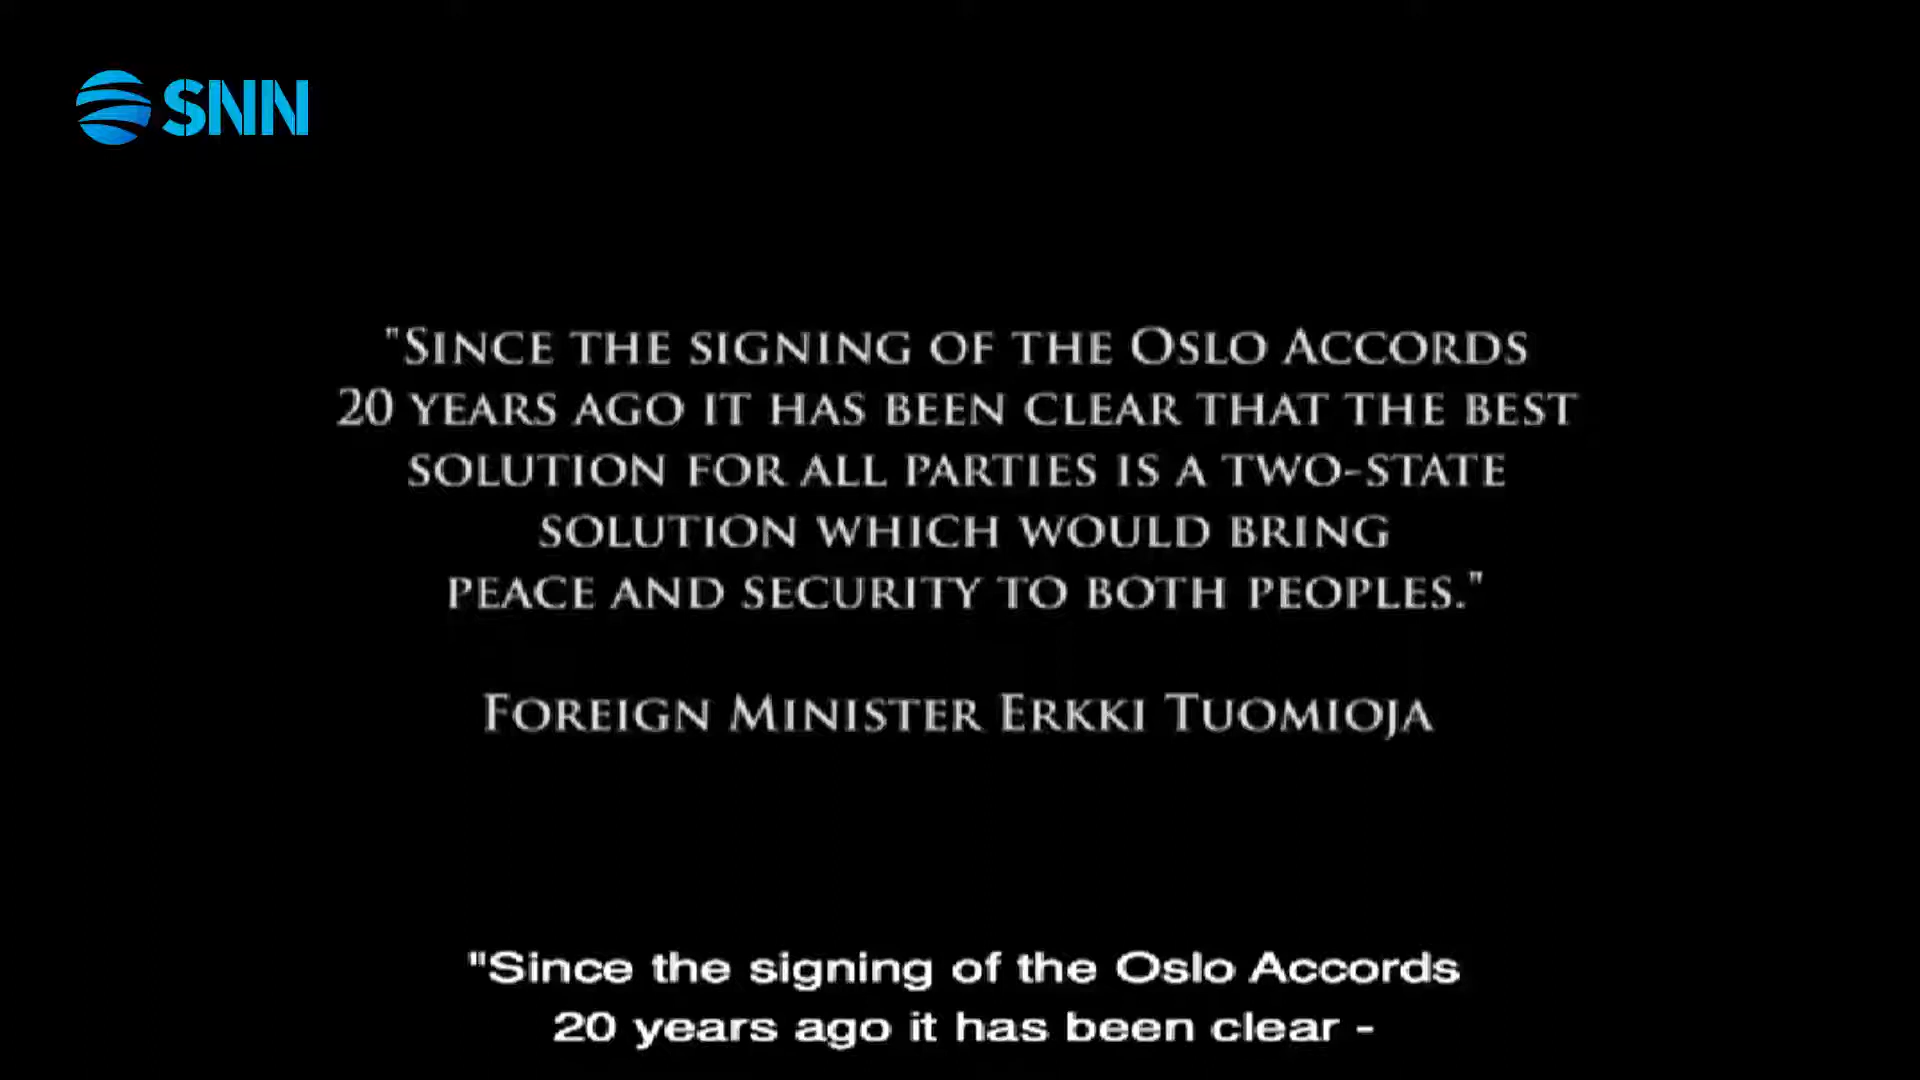 SNN
"Since the signing of the Oslo Accords
20 years ago it has been clear that the best
solution for all parties is a two-state
solution which would bring
peace and security to both peoples."
Foreign Minister Erkki Tuomioja
"Since the signing of the Oslo Accords
20 years ago it has been clear -